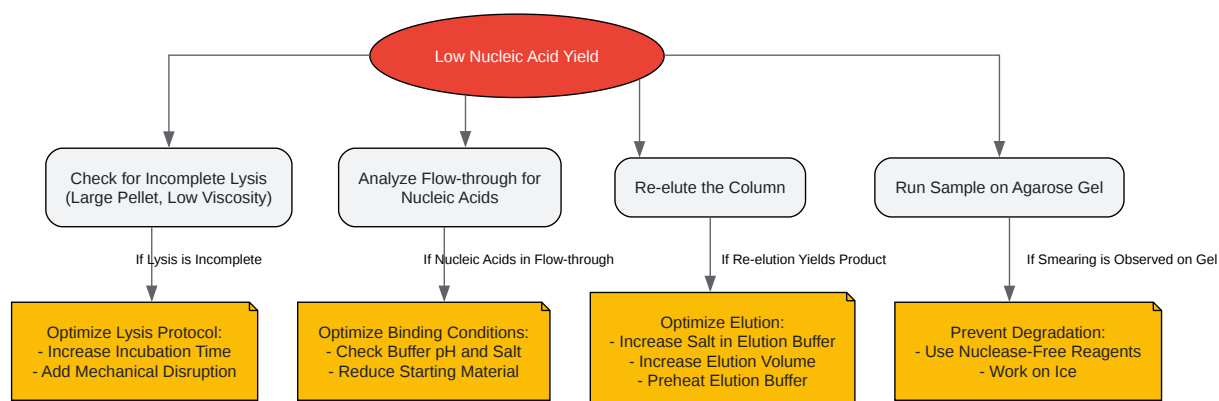 Low Nucleic Acid Yield
Check for Incomplete Lysis
(Large Pellet, Low Viscosity)
Analyze Flow-through for
Nucleic Acids
Re-elute the Column
Run Sample on Agarose Gel
If Lysis is Incomplete
If Nucleic Acids in Flow-through
If Re-elution Yields Product
If Smearing is Observed on Gel
Optimize Lysis Protocol:
- Increase Incubation Time
- Add Mechanical Disruption
Optimize Binding Conditions:
- Check Buffer pH and Salt
- Reduce Starting Material
Optimize Elution:
- Increase Salt in Elution Buffer
- Increase Elution Volume
- Preheat Elution Buffer
Prevent Degradation:
- Use Nuclease-Free Reagents
- Work on Ice